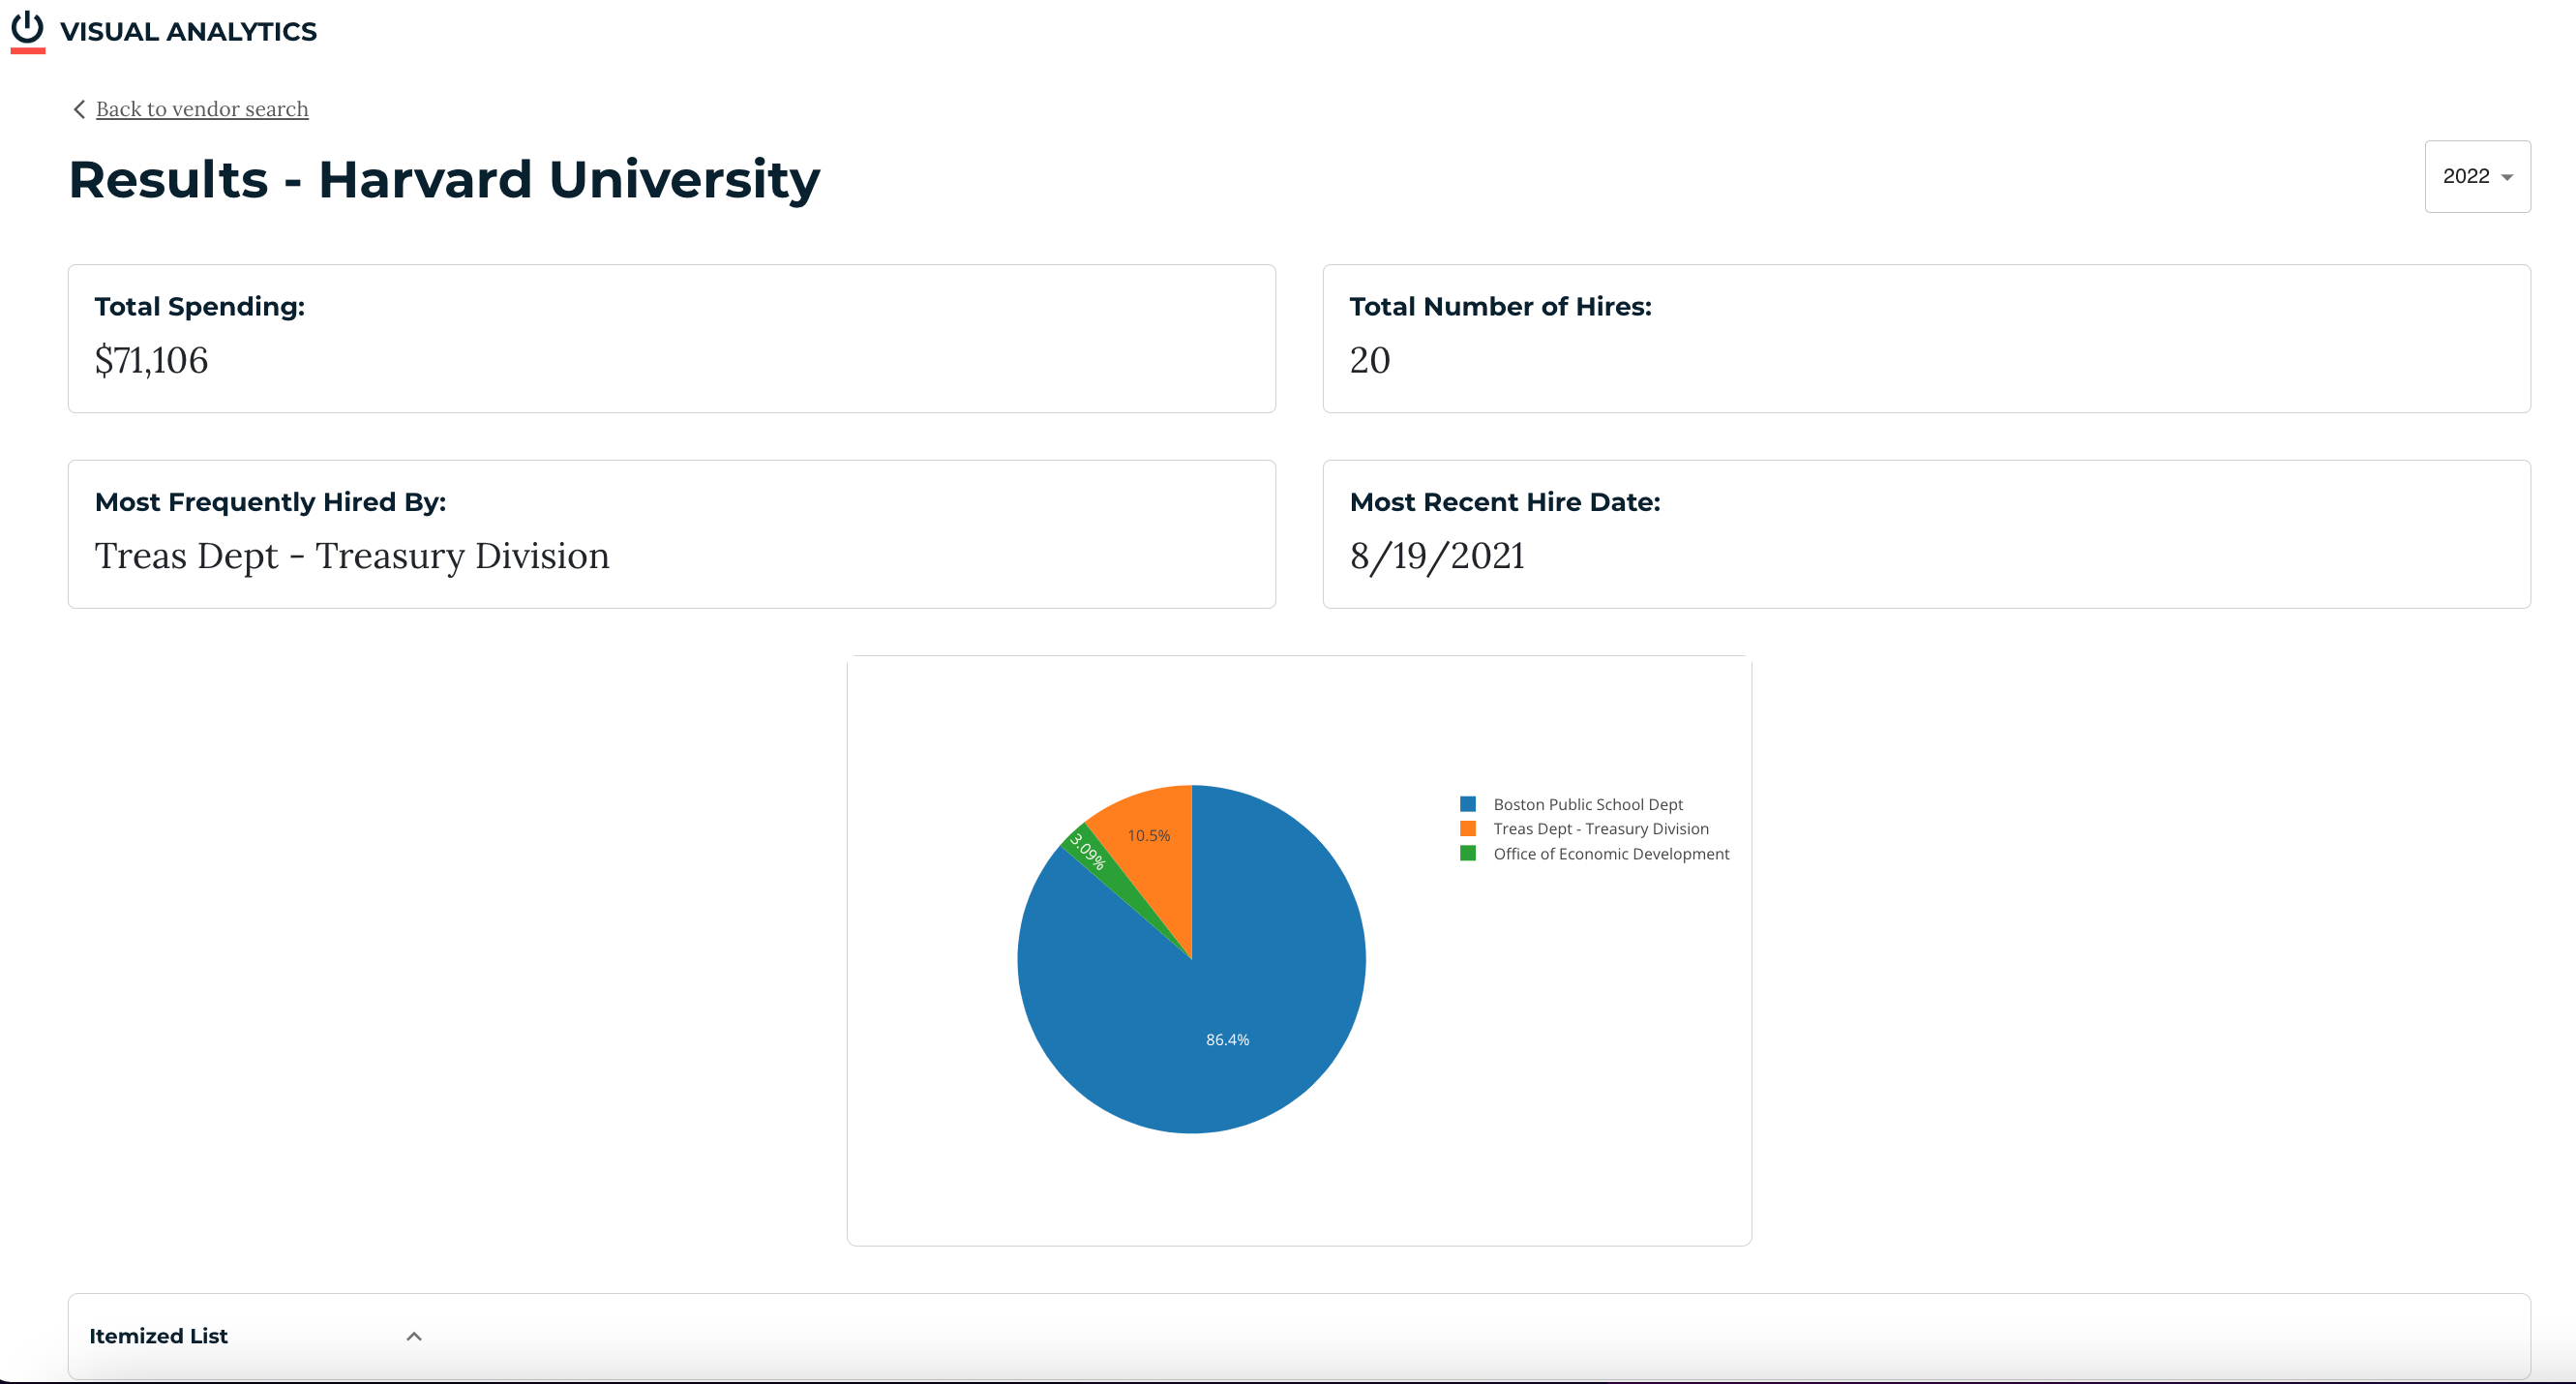 VISUAL ANALYTICS
Back to vendor search
Results - Harvard University
2022
Total Spending:
$71,106
Total Number of Hires:
20
Most Frequently Hired By:
Treas Dept - Treasury Division
Most Recent Hire Date:
8/19/2021
Boston Public School Dept
Treas Dept - Treasury Division
Office of Economic Development
10.5%
3.09%
86.4%
Itemized List